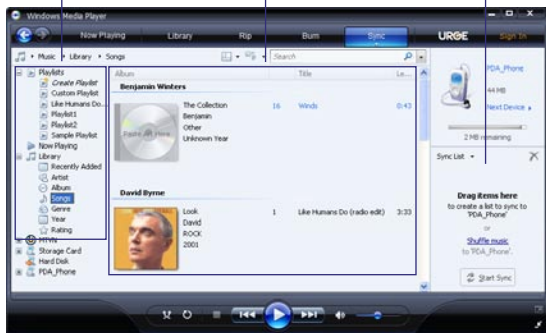 Windows Media Player
Now Playing Library Rip Burn Sync URGE Sign In
Music Library Songs
Search
Playlists
Create Playlist
Custom Playlist
Like Humans Do...
Playlist1
Playlist2
Sample Playlist
Now Playing
Library
Recently Added
Artist
Album
Songs
Genre
Year
Rating
MTVN
Storage Card
Hard Disk
PDA_Phone
Album Title Le...
Benjamin Winters
The Collection 16 Winds 0:43
Benjamin
Other
Unknown Year
Paste Art Here
David Byrne
Look 1 Like Humans Do (radio edit) 3:33
David
ROCK
2001
PDA_Phone
44 MB
Next Device
2 MB remaining
Sync List
Drag items here
to create a list to sync to
'PDA_Phone'
or
Shuffle music
to 'PDA_Phone'.
Start Sync